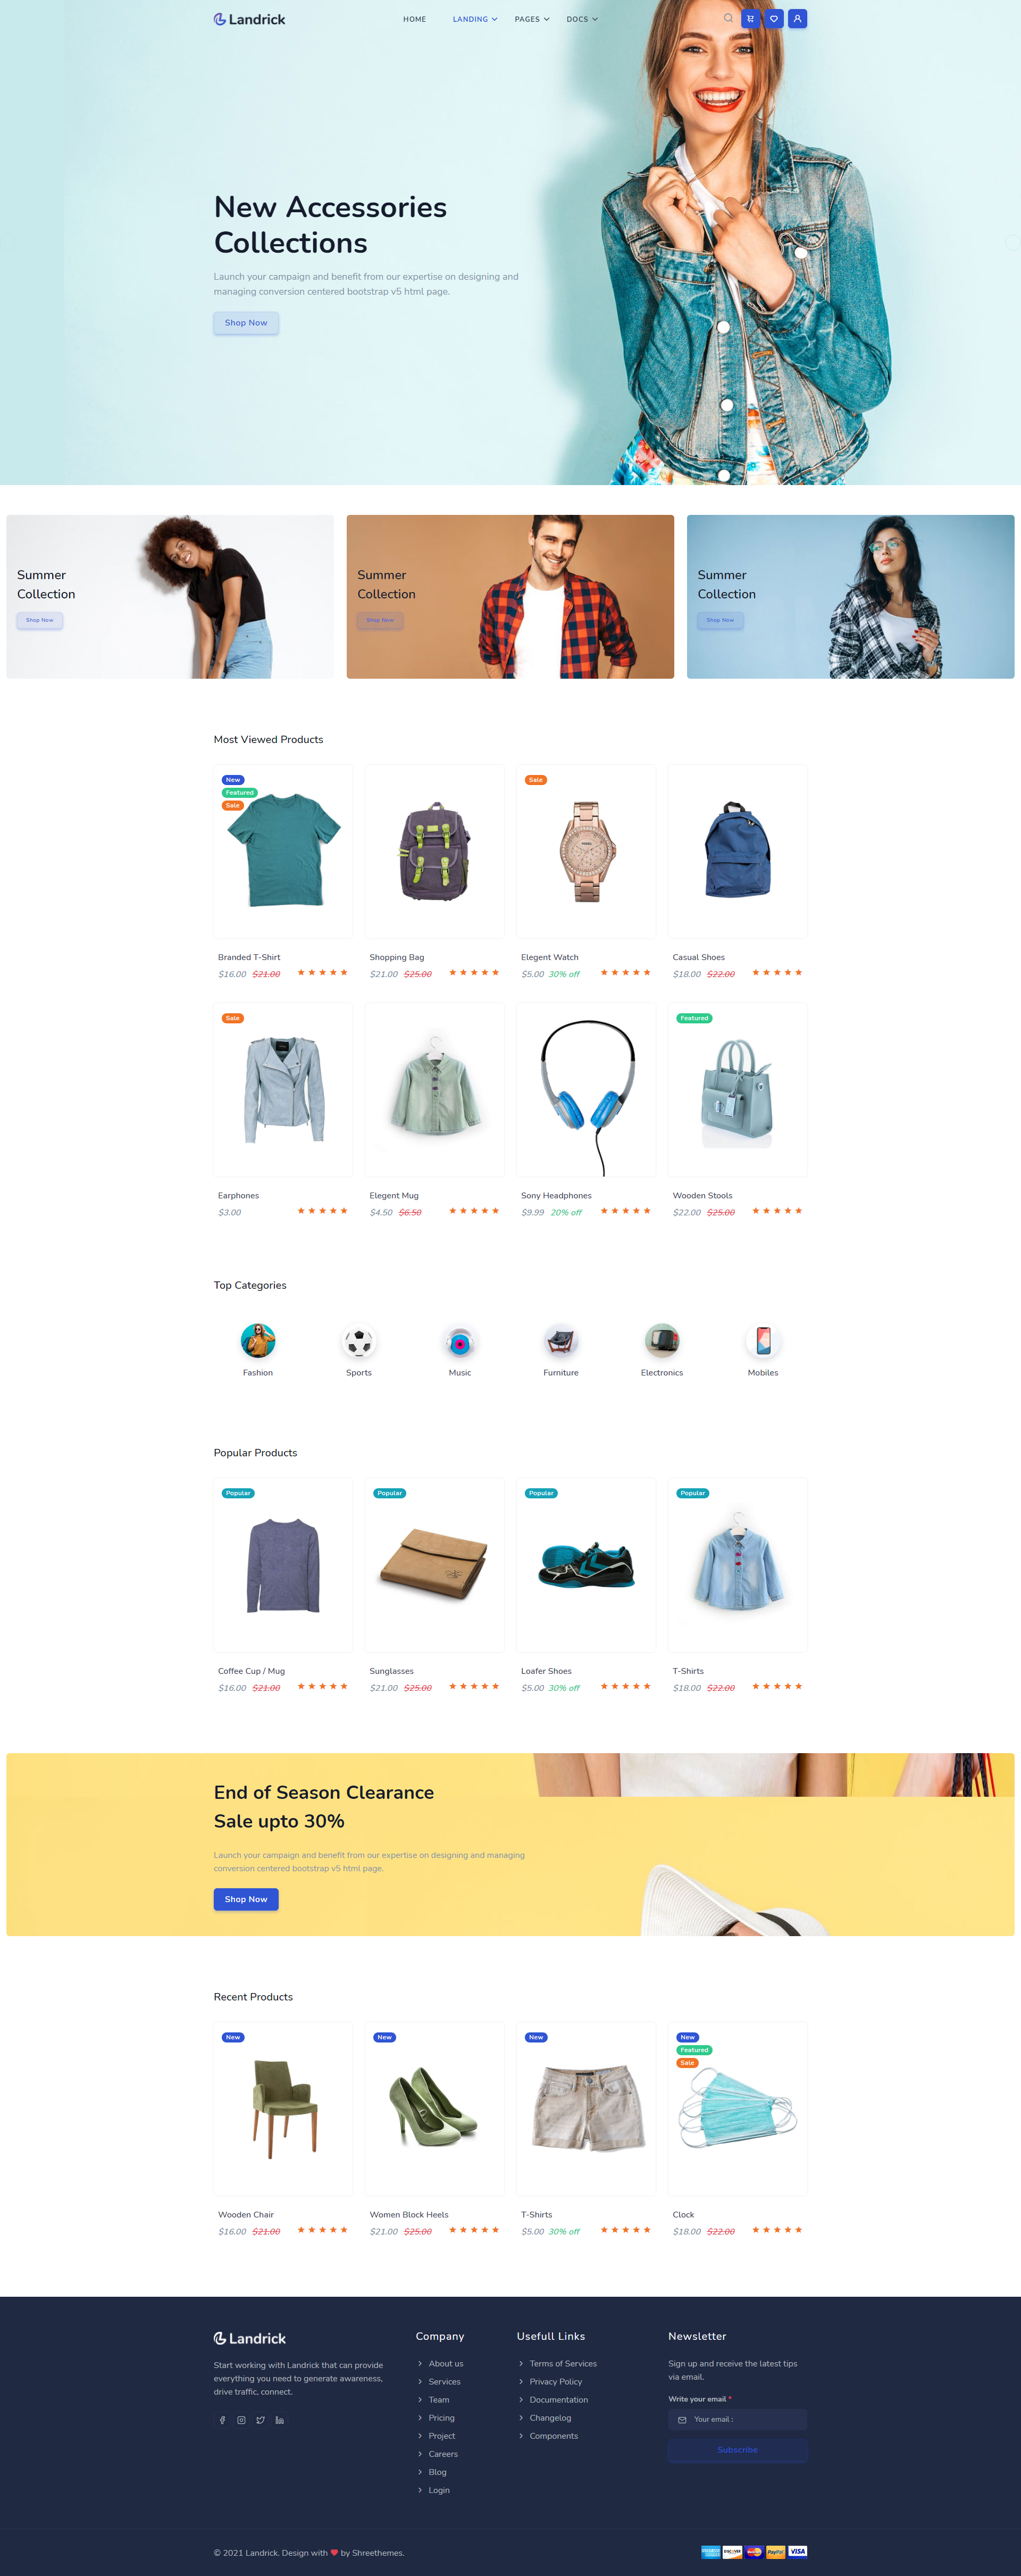 Landrick
HOME LANDING PAGES DOCS
New Accessories
Collections
Launch your campaign and benefit from our expertise on designing and
managing conversion centered bootstrap v5 html page.
Shop Now
Summer
Collection
Shop Now
Summer
Collection
Shop Now
Summer
Collection
Shop Now
Most Viewed Products
New
Featured
Sale
Sale
Branded T-Shirt
$16.00 $21.00
Shopping Bag
$21.00 $25.00
Elegent Watch
$5.00 30% off
Casual Shoes
$18.00 $22.00
Sale
Featured
Earphones
$3.00
Elegent Mug
$4.50 $6.50
Sony Headphones
$9.99 20% off
Wooden Stools
$22.00 $25.00
Top Categories
Fashion
Sports
Music
Furniture
Electronics
Mobiles
Popular Products
Popular
Popular
Popular
Popular
Coffee Cup / Mug
$16.00 $21.00
Sunglasses
$21.00 $25.00
Loafer Shoes
$5.00 30% off
T-Shirts
$18.00 $22.00
End of Season Clearance
Sale upto 30%
Launch your campaign and benefit from our expertise on designing and managing
conversion centered bootstrap v5 html page.
Shop Now
Recent Products
New
New
New
New
Featured
Sale
Wooden Chair
$16.00 $21.00
Women Block Heels
$21.00 $25.00
T-Shirts
$5.00 30% off
Clock
$18.00 $22.00
Landrick
Start working with Landrick that can provide
everything you need to generate awareness,
drive traffic, connect.
Company
About us
Services
Team
Pricing
Project
Careers
Blog
Login
Usefull Links
Terms of Services
Privacy Policy
Documentation
Changelog
Components
Newsletter
Sign up and receive the latest tips
via email.
Write your email *
Your email :
Subscribe
© 2021 Landrick. Design with ♥ by Shreethemes.
DISCOVER
PayPal
VISA